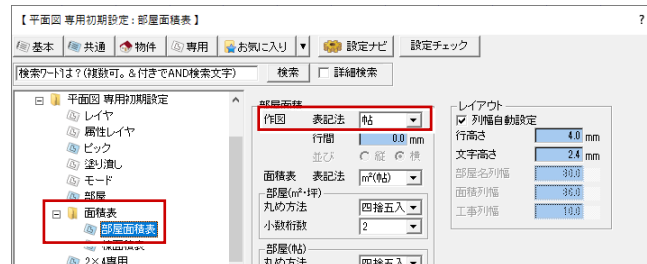 【 平面図 専用初期設定 : 部屋面積表 】 ?
基本 共通 物件 専用 お気に入り ▼ 設定ナビ 設定チェック
検索ワードは？(複数可。＆付きでAND検索文字) 検索 詳細検索
平面図 専用初期設定
レイヤ
属性レイヤ
ピック
塗り潰し
モード
部屋
面積表
部屋面積表
2×4専用
部屋面積
作図 表記法 帖
行間 0.0 mm
並び 縦 横
面積表 表記法 ㎡(帖)
部屋(㎡・坪)
丸め方法 四捨五入
小数桁数 2
部屋(帖)
丸め方法 四捨五入
レイアウト
列幅自動設定
行高さ 4.0 mm
文字高さ 2.4 mm
部屋名列幅 30.0
面積列幅 36.0
工事列幅 10.0